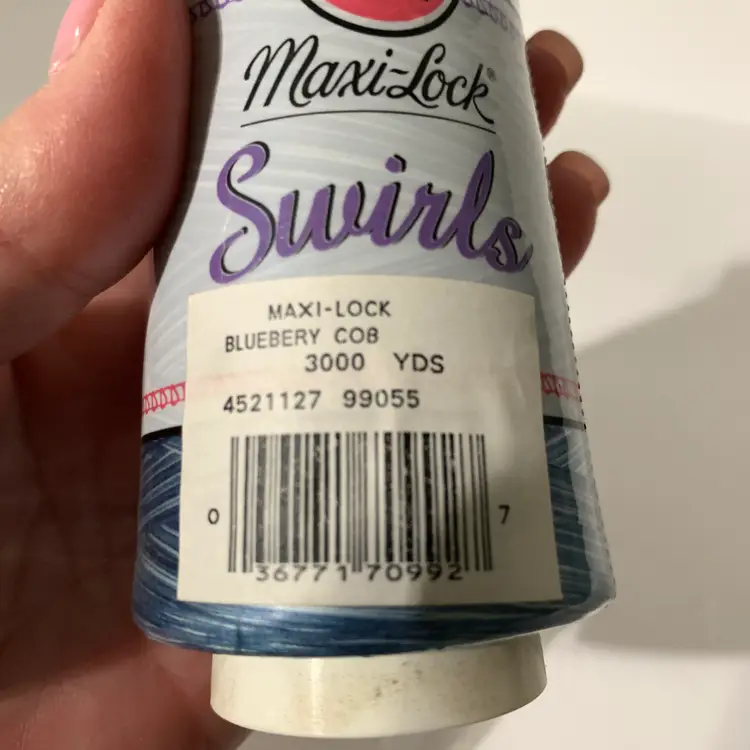 Maxi-Lock®
Swirls
MAXI-LOCK
BLUEBERY COB
3000 YDS
4521127 99055
0 36771 70992 7